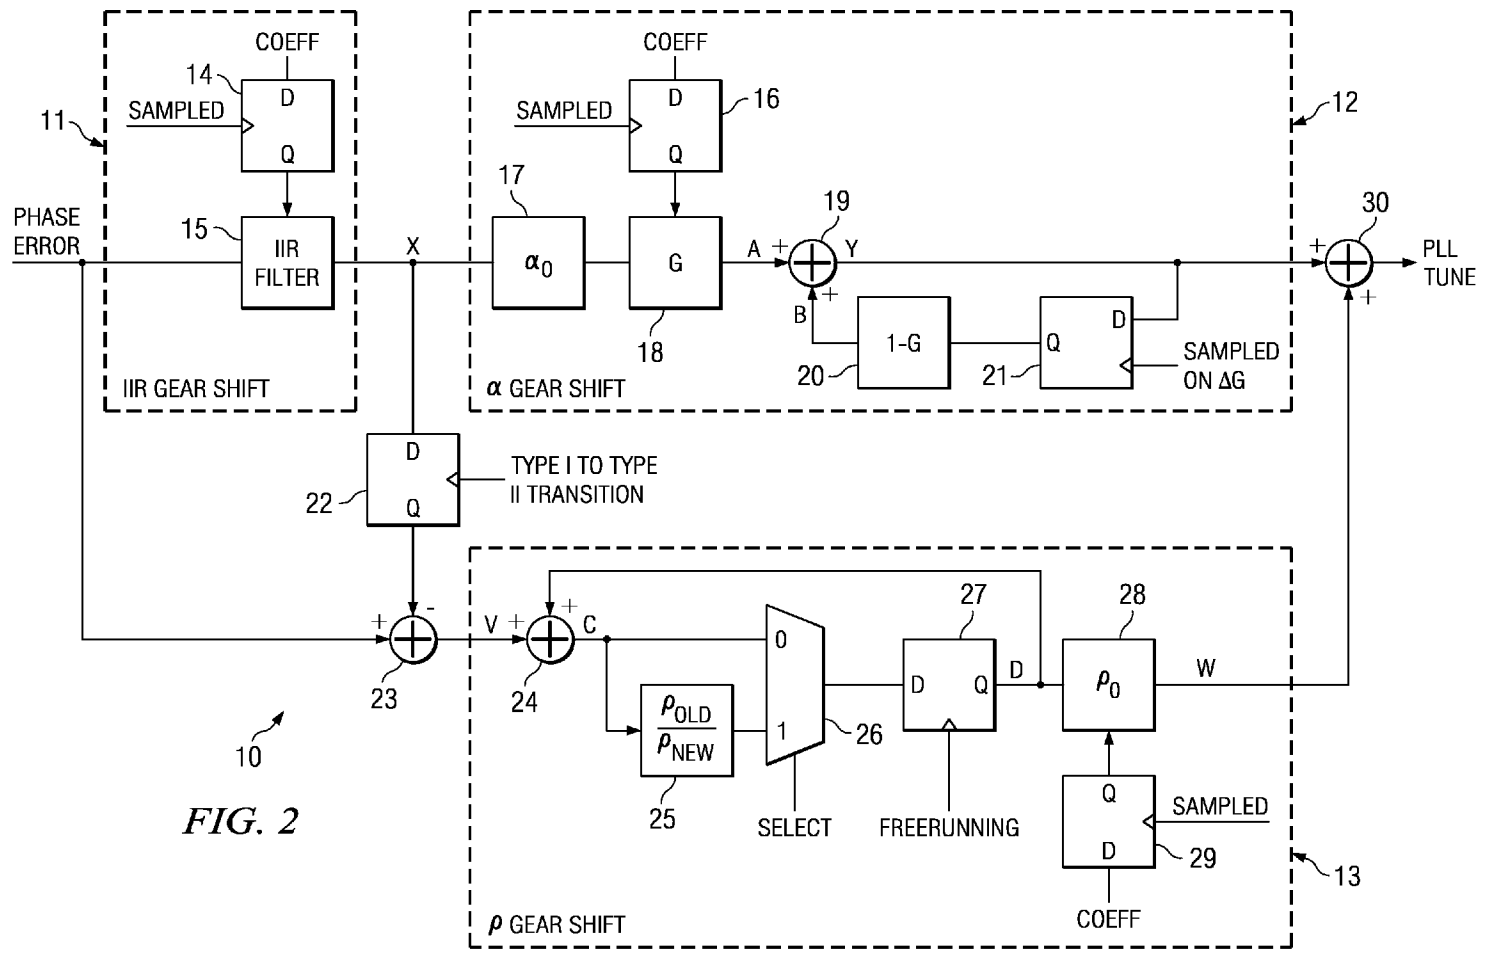 COEFF
COEFF
14
D
D
16
SAMPLED
SAMPLED
12
11
Q
Q
17
PHASE
ERROR
15
19
30
IIR
FILTER
X
α0
G
A
+
Y
+
PLL
TUNE
+
+
B
18
1-G
D
Q
20
21
SAMPLED
ON ΔG
IIR GEAR SHIFT
α GEAR SHIFT
D
TYPE I TO TYPE
II TRANSITION
22
Q
+
-
V
+
+
C
27
28
0
23
24
D
Q
D
ρ0
W
ρOLD
ρNEW
1
26
10
25
Q
SAMPLED
SELECT
FREERUNNING
D
29
FIG. 2
13
COEFF
ρ GEAR SHIFT